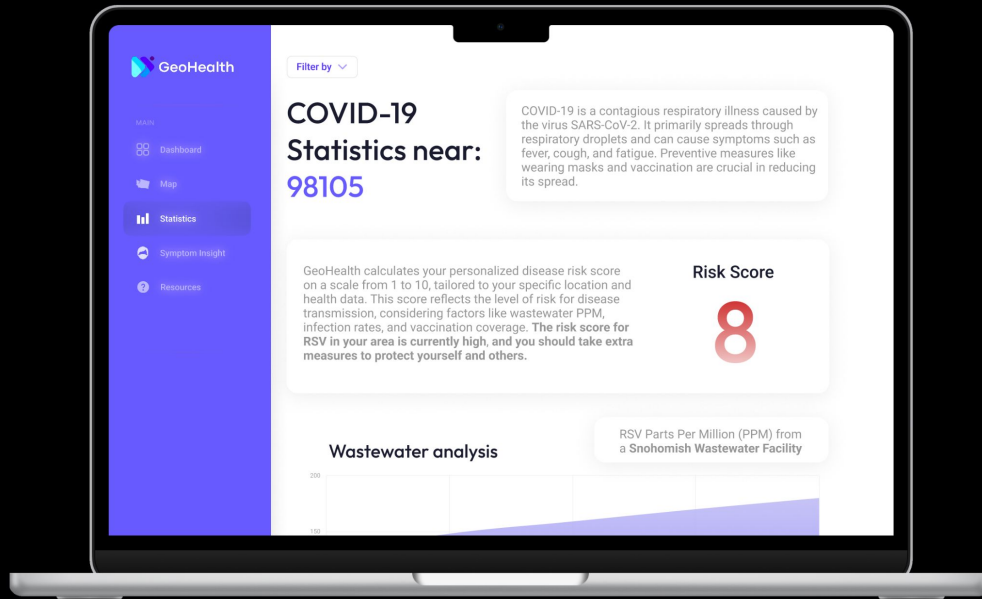 GeoHealth
MAIN
Dashboard
Map
Statistics
Symptom Insight
Resources
Filter by
COVID-19
Statistics near:
98105
COVID-19 is a contagious respiratory illness caused by
the virus SARS-CoV-2. It primarily spreads through
respiratory droplets and can cause symptoms such as
fever, cough, and fatigue. Preventive measures like
wearing masks and vaccination are crucial in reducing
its spread.
GeoHealth calculates your personalized disease risk score
on a scale from 1 to 10, tailored to your specific location and
health data. This score reflects the level of risk for disease
transmission, considering factors like wastewater PPM,
infection rates, and vaccination coverage. The risk score for
RSV in your area is currently high, and you should take extra
measures to protect yourself and others.
Risk Score
8
Wastewater analysis
RSV Parts Per Million (PPM) from
a Snohomish Wastewater Facility
200
150